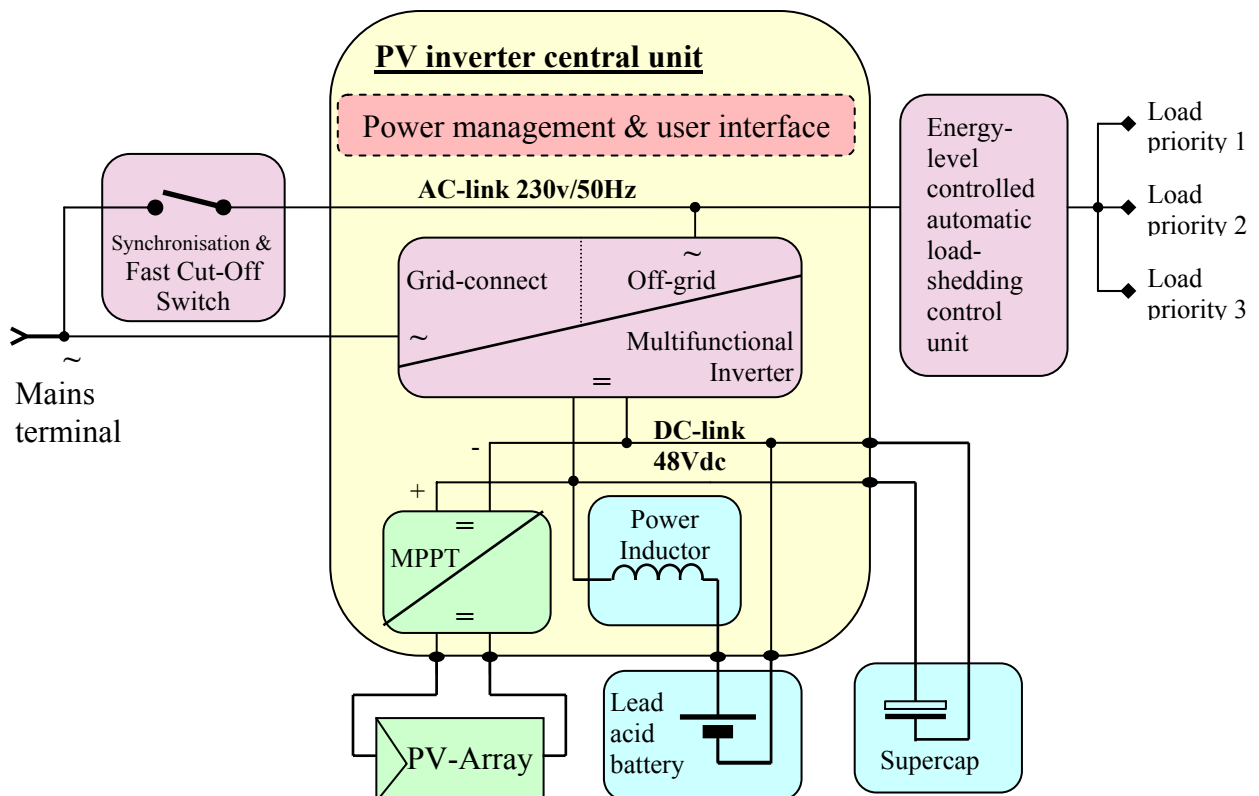 PV inverter central unit
Power management & user interface
AC-link 230v/50Hz
Synchronisation &
Fast Cut-Off
Switch
~
Mains
terminal
Grid-connect
Off-grid
~
~
Multifunctional
Inverter
=
DC-link
48Vdc
-
+
=
MPPT
=
Power
Inductor
PV-Array
Lead
acid
battery
Supercap
Energy-
level
controlled
automatic
load-
shedding
control
unit
Load
priority 1
Load
priority 2
Load
priority 3